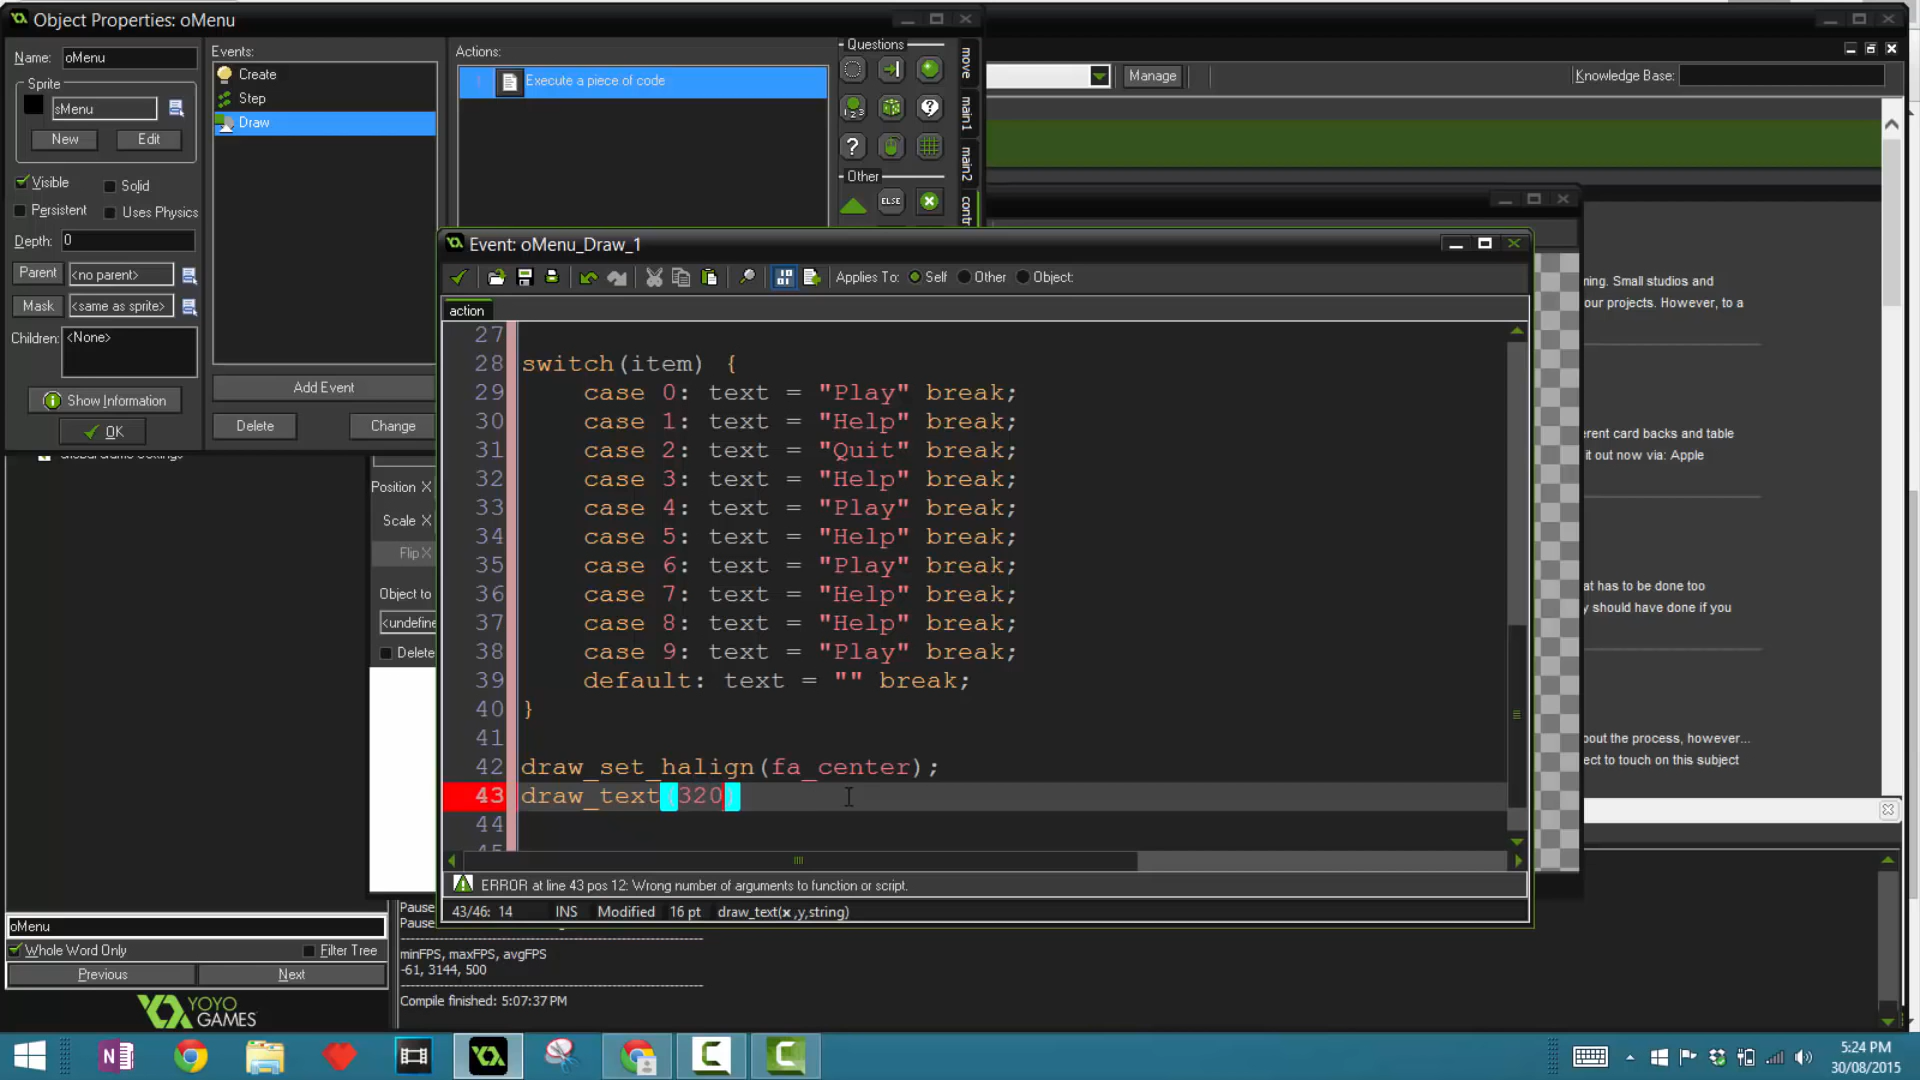 Object Properties: oMenu
Name: oMenu
Sprite
sMenu
New
Edit
Visible
Solid
Persistent
Uses Physics
Depth: 0
Parent
<no parent>
Mask
<same as sprite>
Children:
<None>
Show Information
OK
Events:
Create
Step
Draw
Add Event
Delete
Change
Actions:
Execute a piece of code
Questions
Other
ELSE
move
main1
main2
contr
Manage
Knowledge Base:
Event: oMenu_Draw_1
Applies To:
Self
Other
Object:
action
27
28 switch(item) {
29 case 0: text = "Play" break;
30 case 1: text = "Help" break;
31 case 2: text = "Quit" break;
32 case 3: text = "Help" break;
33 case 4: text = "Play" break;
34 case 5: text = "Help" break;
35 case 6: text = "Play" break;
36 case 7: text = "Help" break;
37 case 8: text = "Help" break;
38 case 9: text = "Play" break;
39 default: text = "" break;
40 }
41
42 draw_set_halign(fa_center);
43 draw_text(320)
44
ERROR at line 43 pos 12: Wrong number of arguments to function or script.
43/46: 14
INS
Modified
16 pt
draw_text(x ,y,string)
Position X
Scale X
Flip X
Object to
<undefine
Delete
ming. Small studios and
our projects. However, to a
erent card backs and table
it out now via: Apple
at has to be done too
y should have done if you
bout the process, however...
ect to touch on this subject
oMenu
Whole Word Only
Filter Tree
Previous
Next
YOYO
GAMES
Pause
Pause
minFPS, maxFPS, avgFPS
-61, 3144, 500
Compile finished: 5:07:37 PM
5:24 PM
30/08/2015